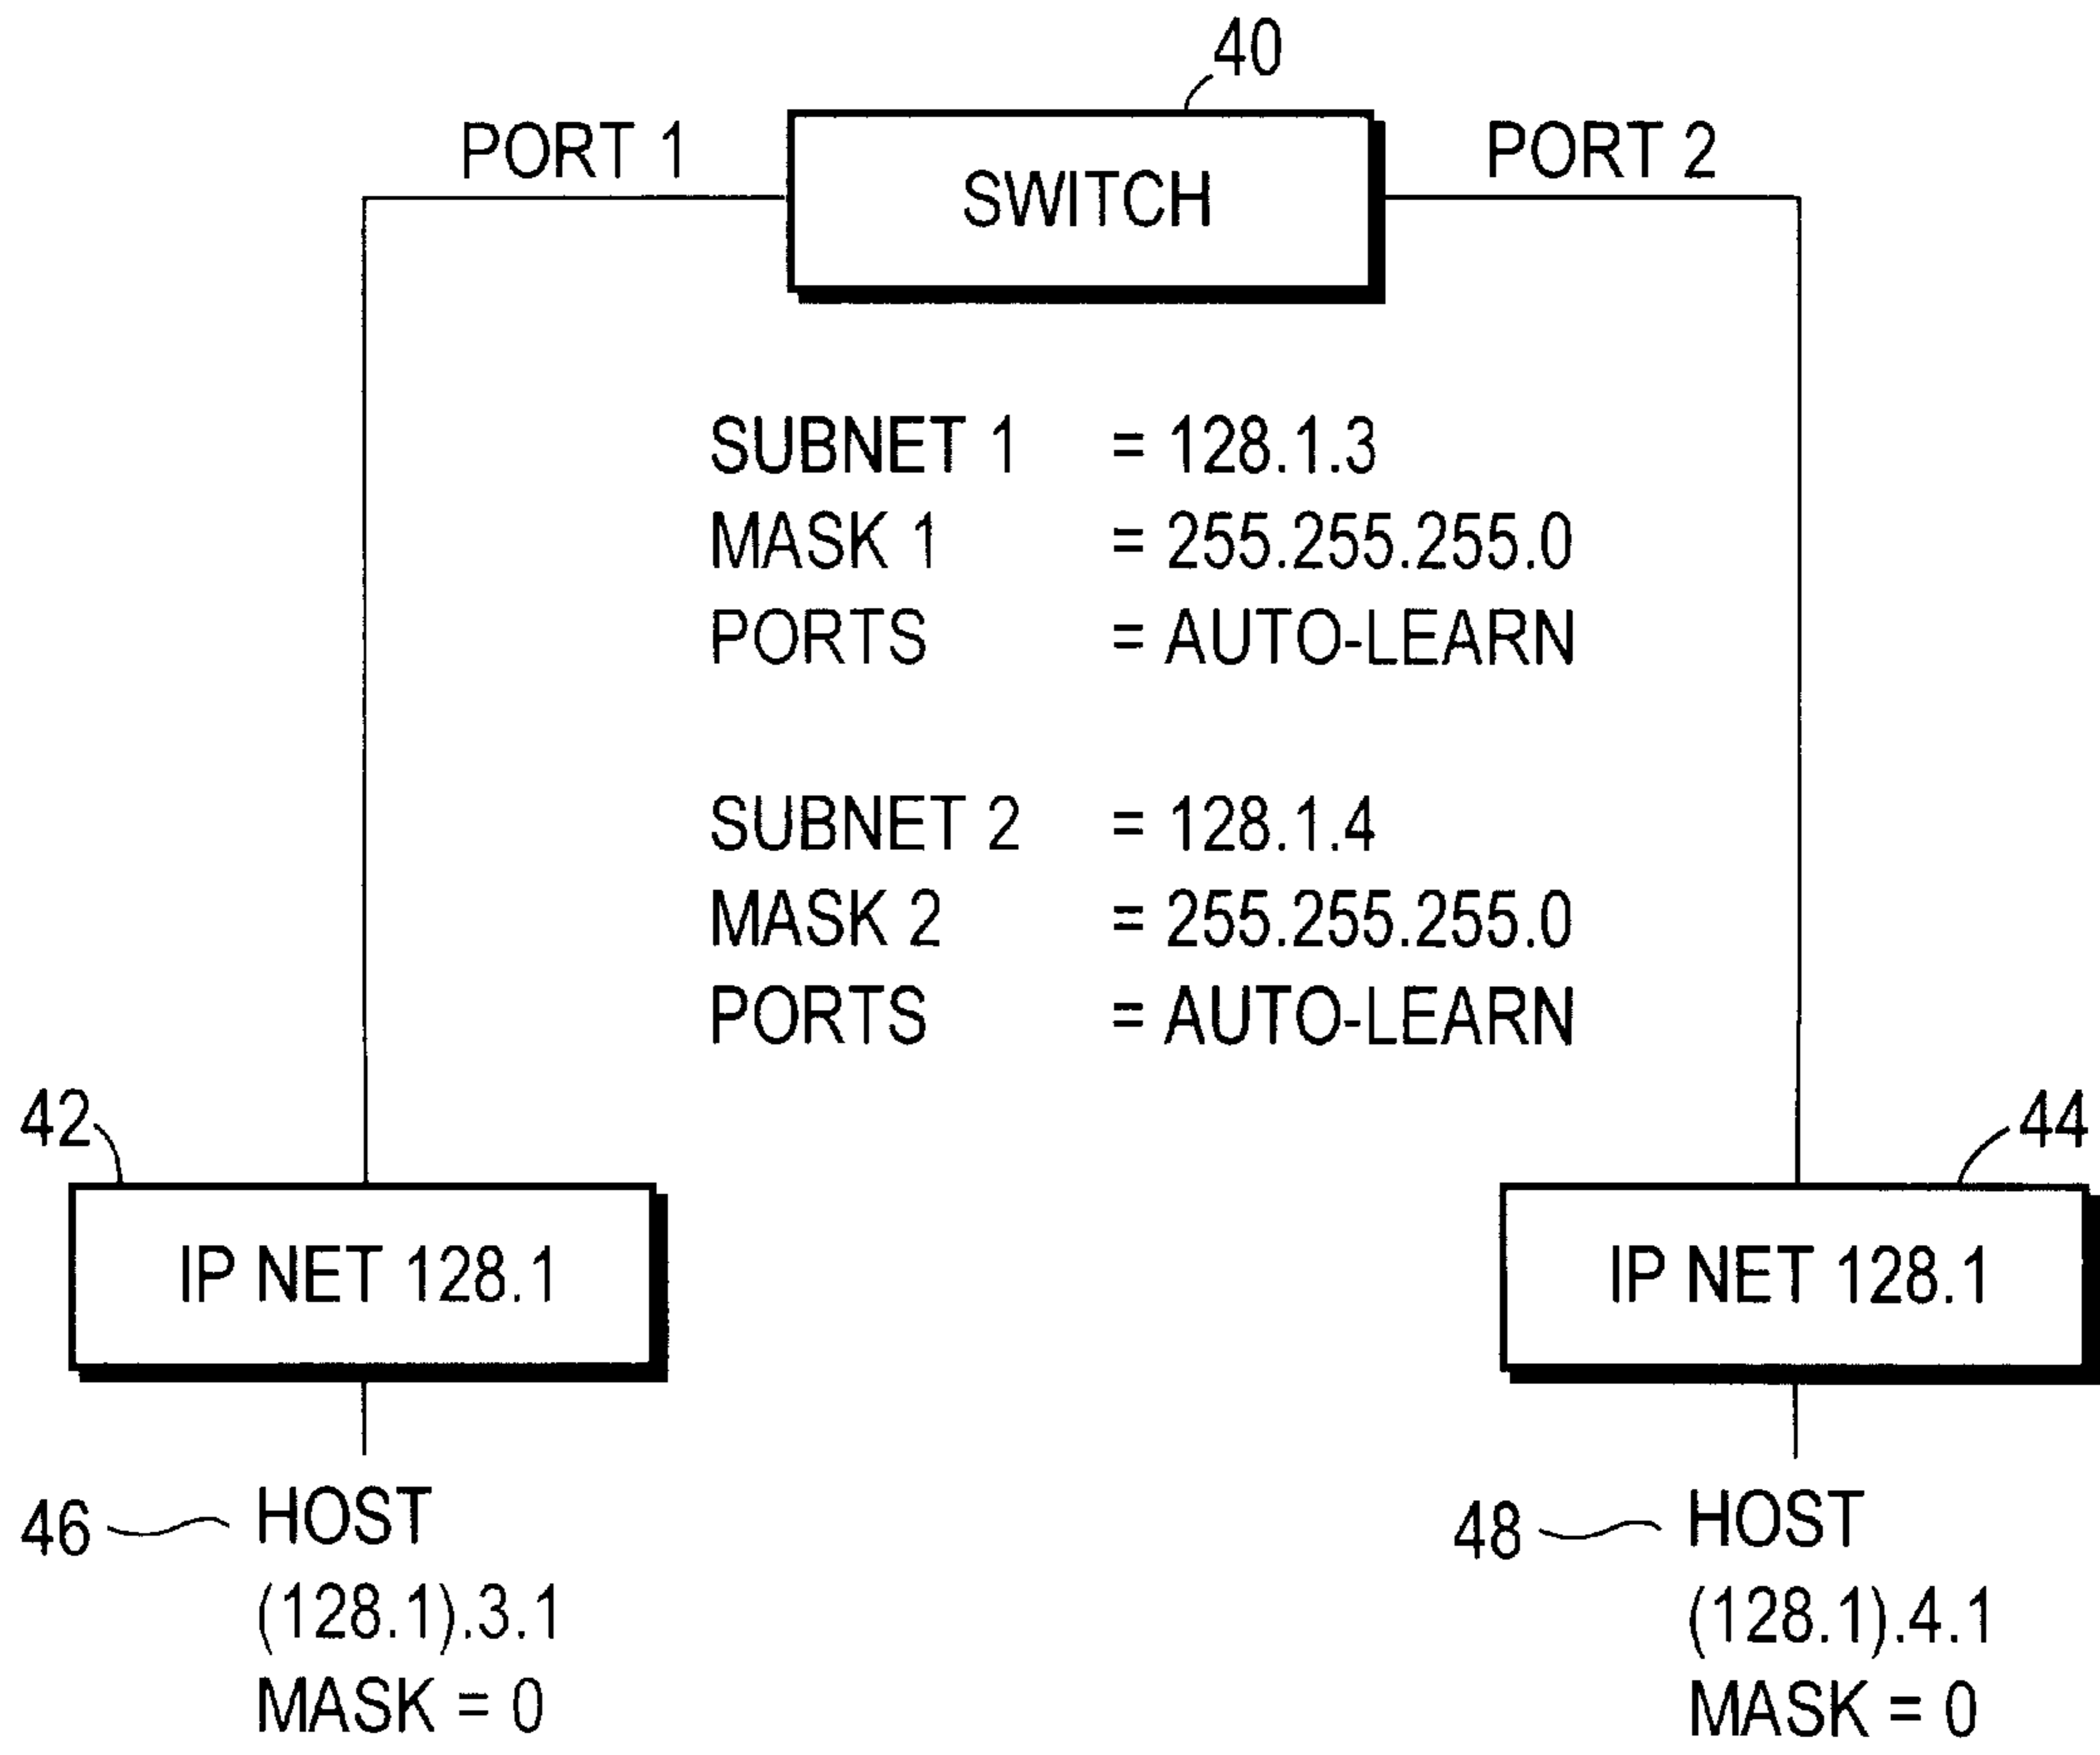 40
PORT 1
SWITCH
PORT 2
SUBNET 1 = 128.1.3
MASK 1 = 255.255.255.0
PORTS = AUTO-LEARN
SUBNET 2 = 128.1.4
MASK 2 = 255.255.255.0
PORTS = AUTO-LEARN
42
44
IP NET 128.1
IP NET 128.1
46
HOST
(128.1).3.1
MASK = 0
48
HOST
(128.1).4.1
MASK = 0